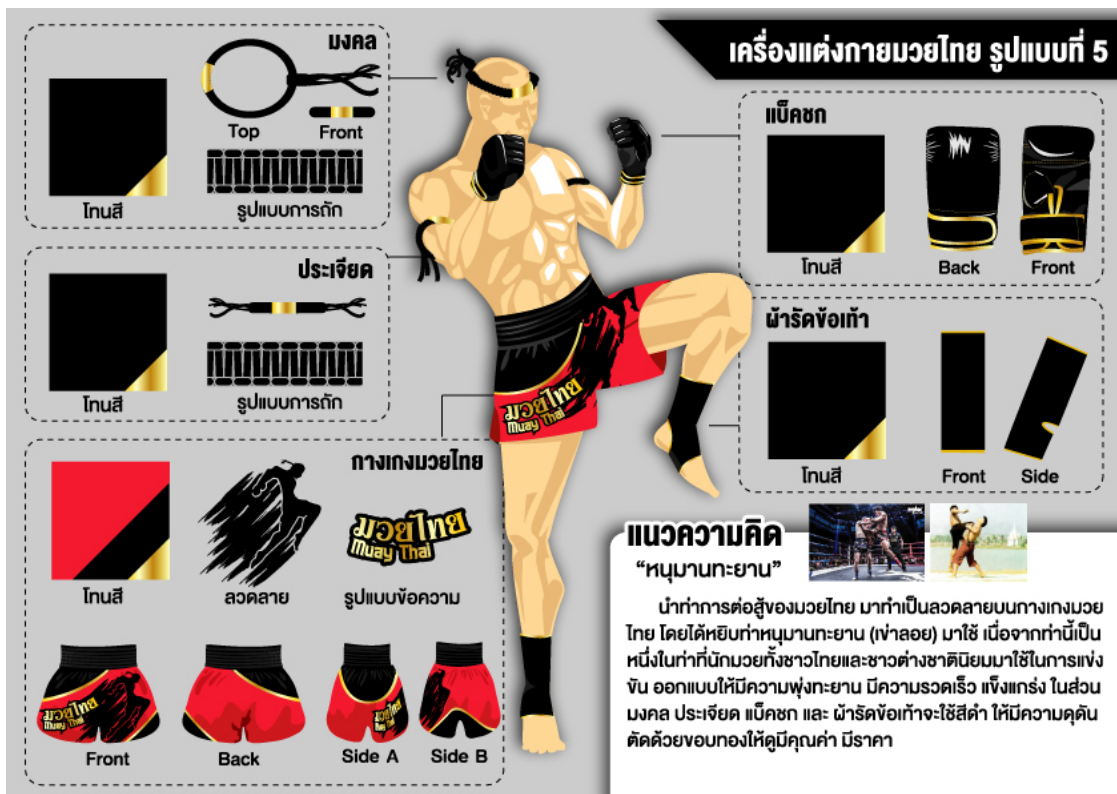 เครื่องแต่งกายมวยไทย รูปแบบที่ 5
มงคล
Top
Front
โทนสี
รูปแบบการถัก
ประเจียด
โทนสี
รูปแบบการถัก
กางเกงมวยไทย
มวยไทย
Muay Thai
โทนสี
ลวดลาย
รูปแบบข้อความ
มวยไทย
Muay Thai
มวยไทย
Muay Thai
มวยไทย
Muay Thai
Front
Back
Side A
Side B
แบ็คชก
โทนสี
Back
Front
ผ้ารัดข้อเท้า
โทนสี
Front
Side
แนวความคิด
“หนุมานทะยาน”
นำท่าการต่อสู้ของมวยไทย มาทำเป็นลวดลายบนกางเกงมวย
ไทย โดยได้หยิบท่าหนุมานทะยาน (เข่าลอย) มาใช้ เนื่อจากท่านี้เป็น
หนึ่งในท่าที่นักมวยทั้งชาวไทยและชาวต่างชาตินิยมมาใช้ในการแข่ง
ขัน ออกแบบให้มีความพุ่งทะยาน มีความรวดเร็ว แข็งแกร่ง ในส่วน
มงคล ประเจียด แบ็คชก และ ผ้ารัดข้อเท้าจะใช้สีดำ ให้มีความดุดัน
ตัดด้วยขอบทองให้ดูมีคุณค่า มีราคา